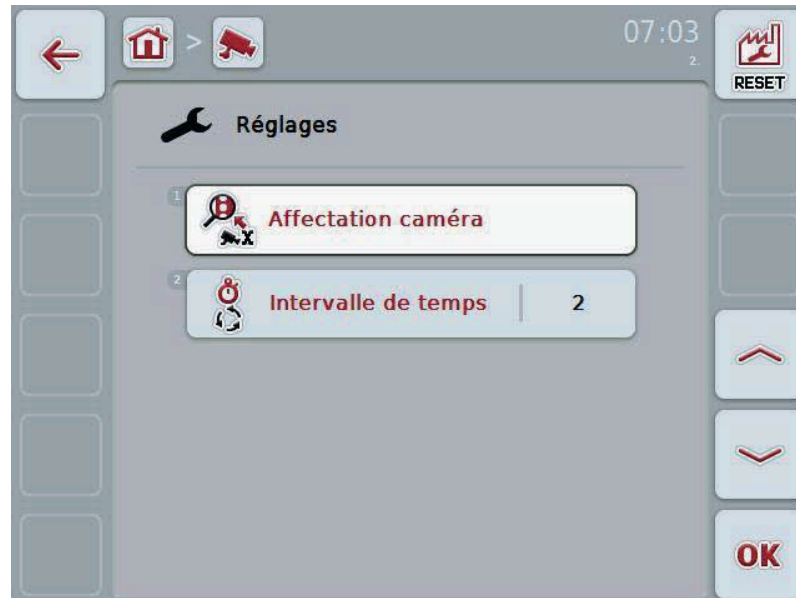 >
07:03
2.
RESET
Réglages
1
Affectation caméra
X
2
Intervalle de temps 2
OK